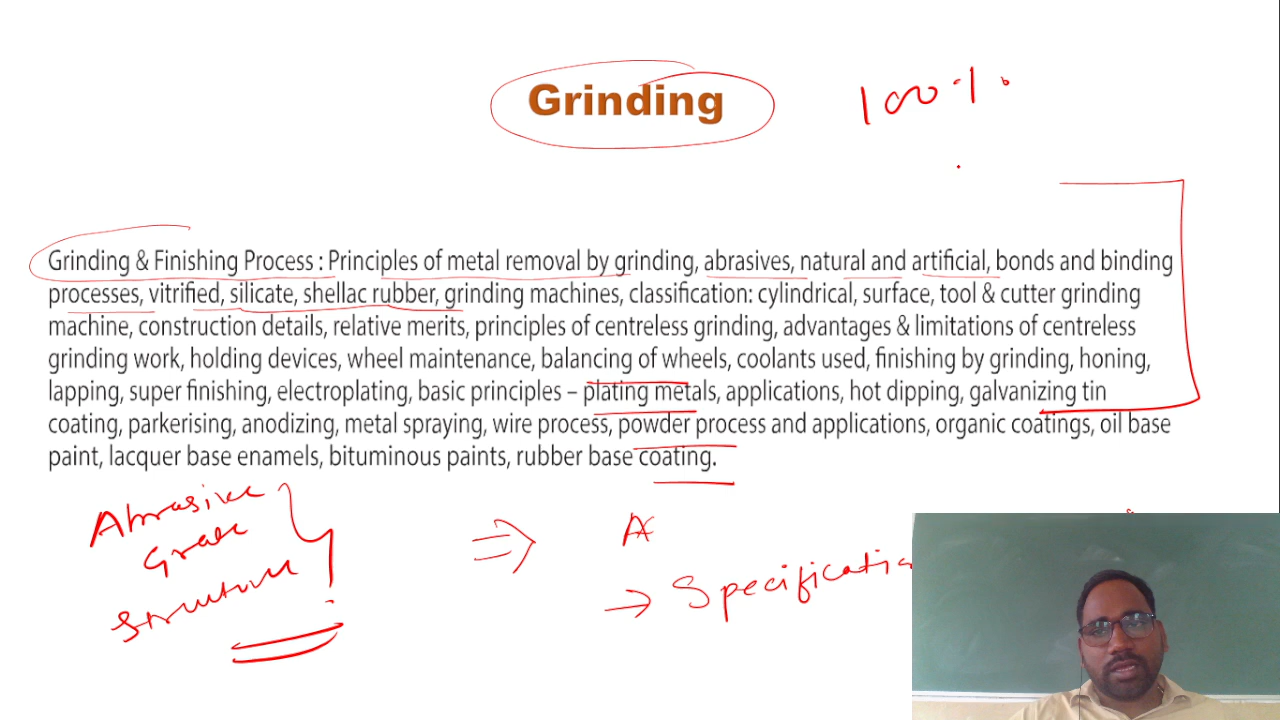 Grinding
100%
Grinding & Finishing Process : Principles of metal removal by grinding, abrasives, natural and artificial, bonds and binding
processes, vitrified, silicate, shellac rubber, grinding machines, classification: cylindrical, surface, tool & cutter grinding
machine, construction details, relative merits, principles of centreless grinding, advantages & limitations of centreless
grinding work, holding devices, wheel maintenance, balancing of wheels, coolants used, finishing by grinding, honing,
lapping, super finishing, electroplating, basic principles – plating metals, applications, hot dipping, galvanizing tin
coating, parkerising, anodizing, metal spraying, wire process, powder process and applications, organic coatings, oil base
paint, lacquer base enamels, bituminous paints, rubber base coating.
Abrasive
Structure
A
→ Specificatio